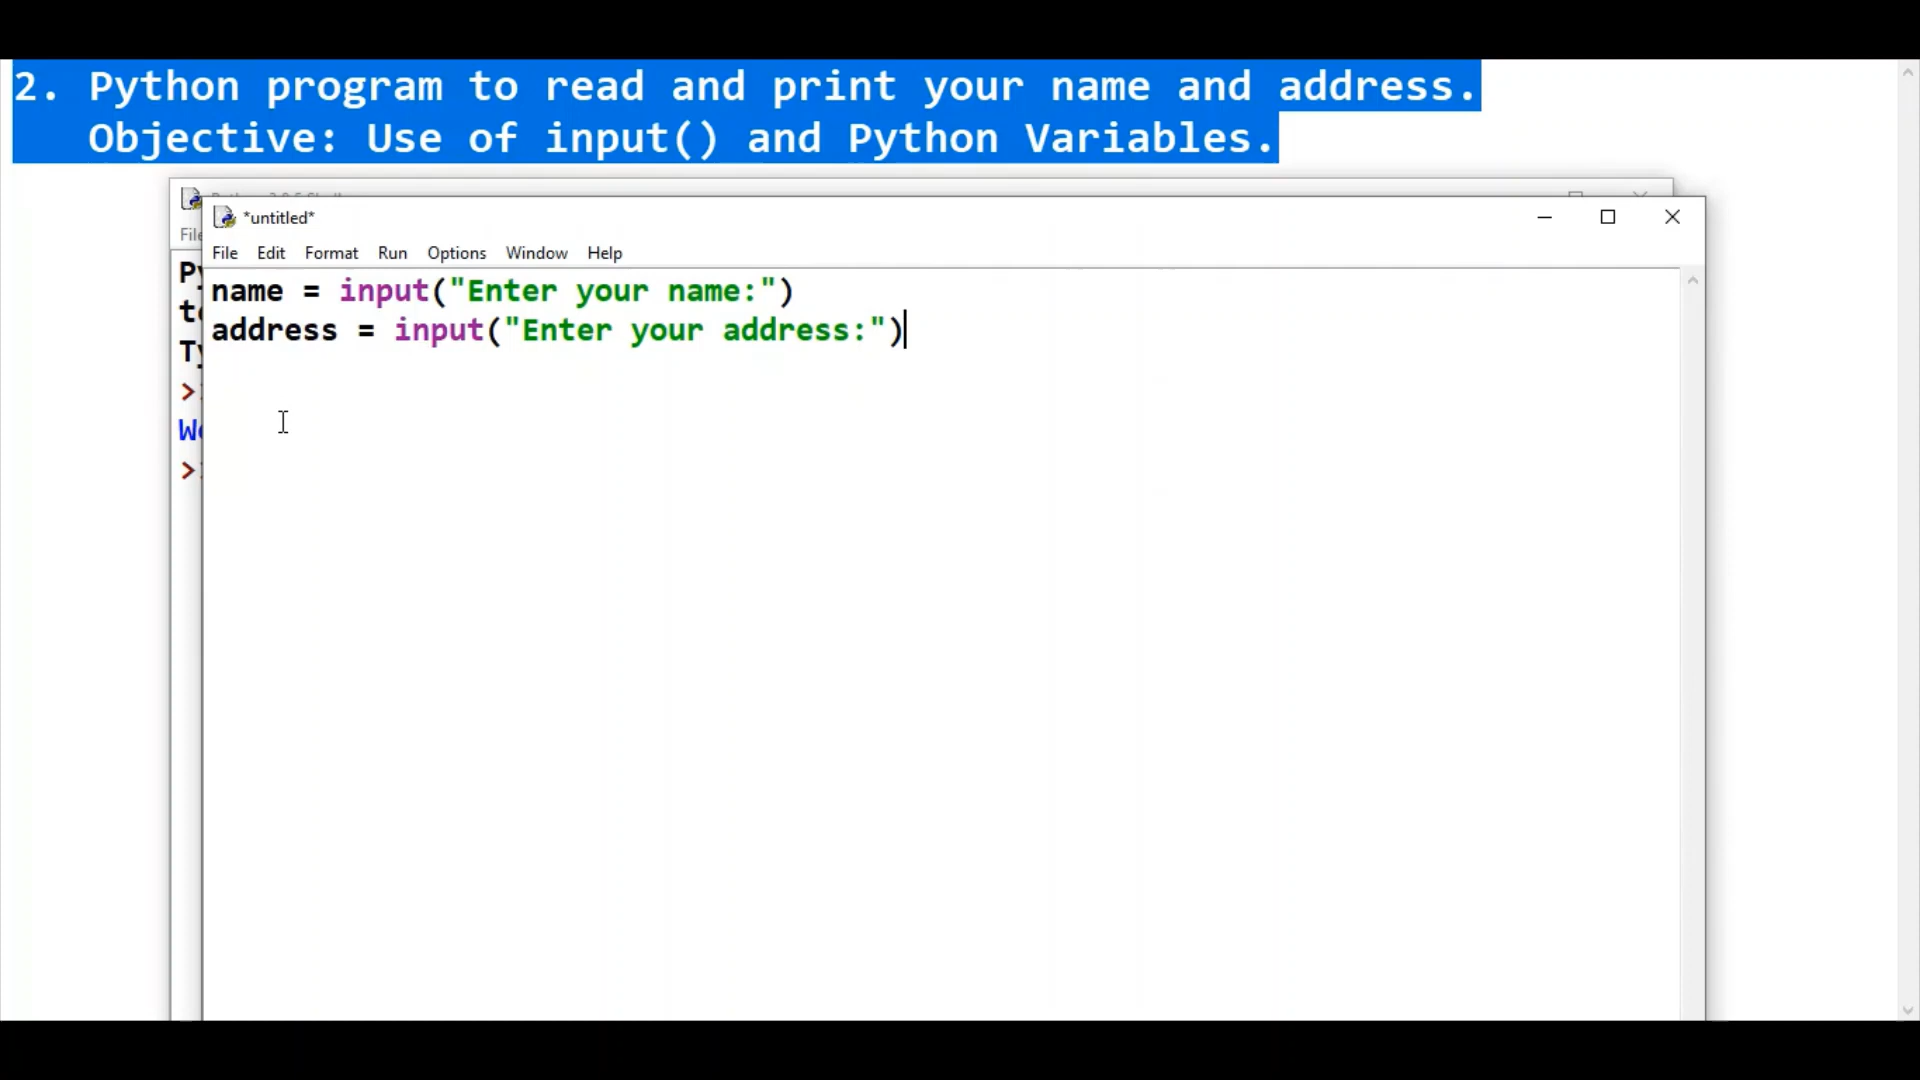 2. Python program to read and print your name and address.
Objective: Use of input() and Python Variables.
*untitled*
File Edit Format Run Options Window Help
name = input("Enter your name:")
address = input("Enter your address:")
File
>
>